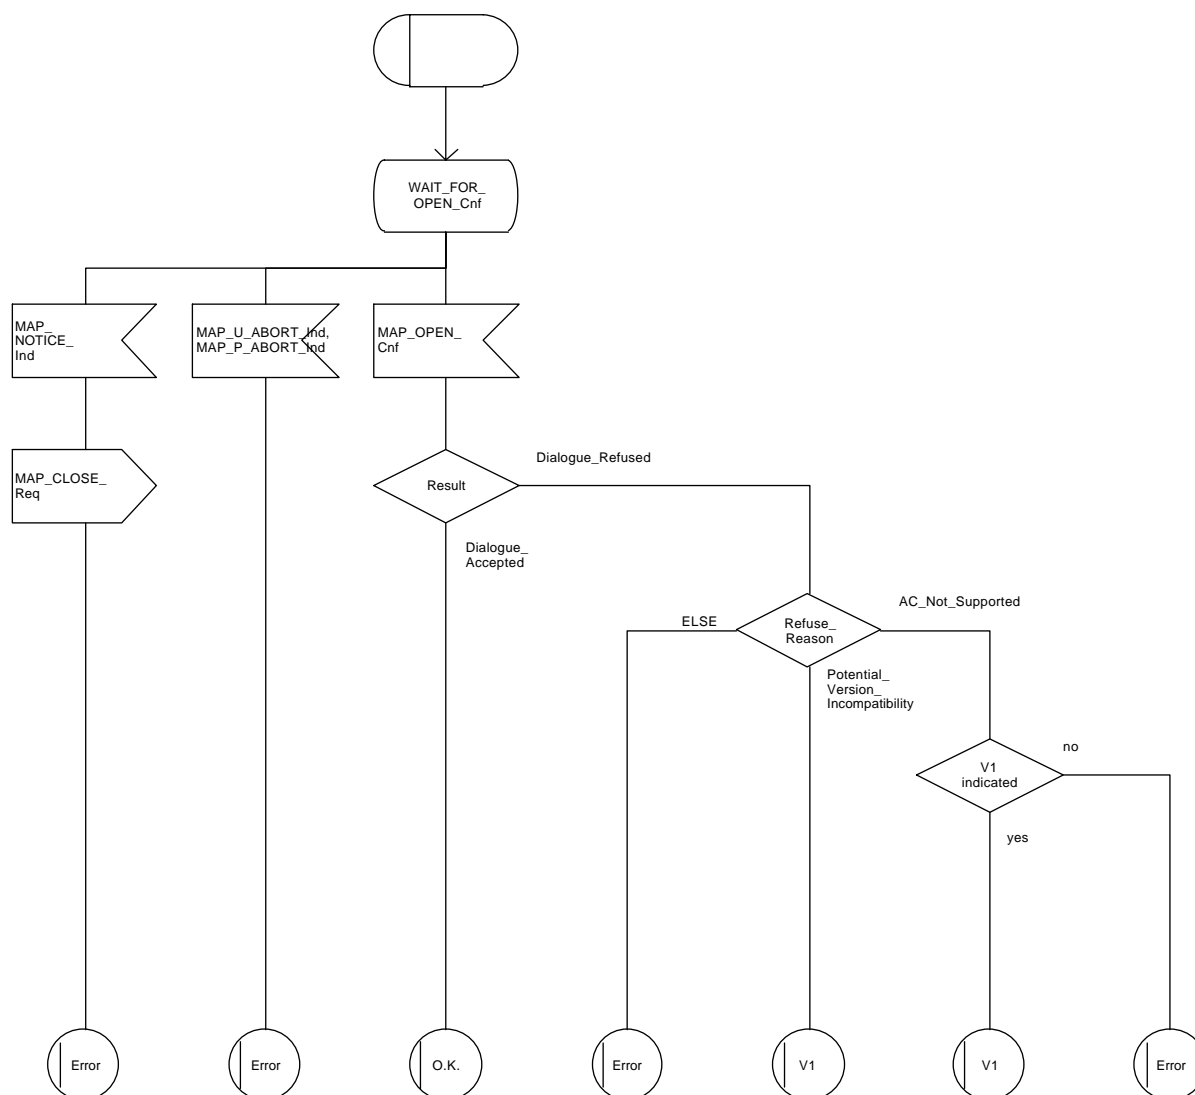 WAIT_FOR_
OPEN_Cnf
MAP_
NOTICE_
Ind
MAP_U_ABORT_Ind,
MAP_P_ABORT_Ind
MAP_OPEN_
Cnf
MAP_CLOSE_
Req
Result
Dialogue_Refused
Dialogue_
Accepted
ELSE
Refuse_
Reason
AC_Not_Supported
Potential_
Version_
Incompatibility
V1
indicated
no
yes
Error
Error
O.K.
Error
V1
V1
Error